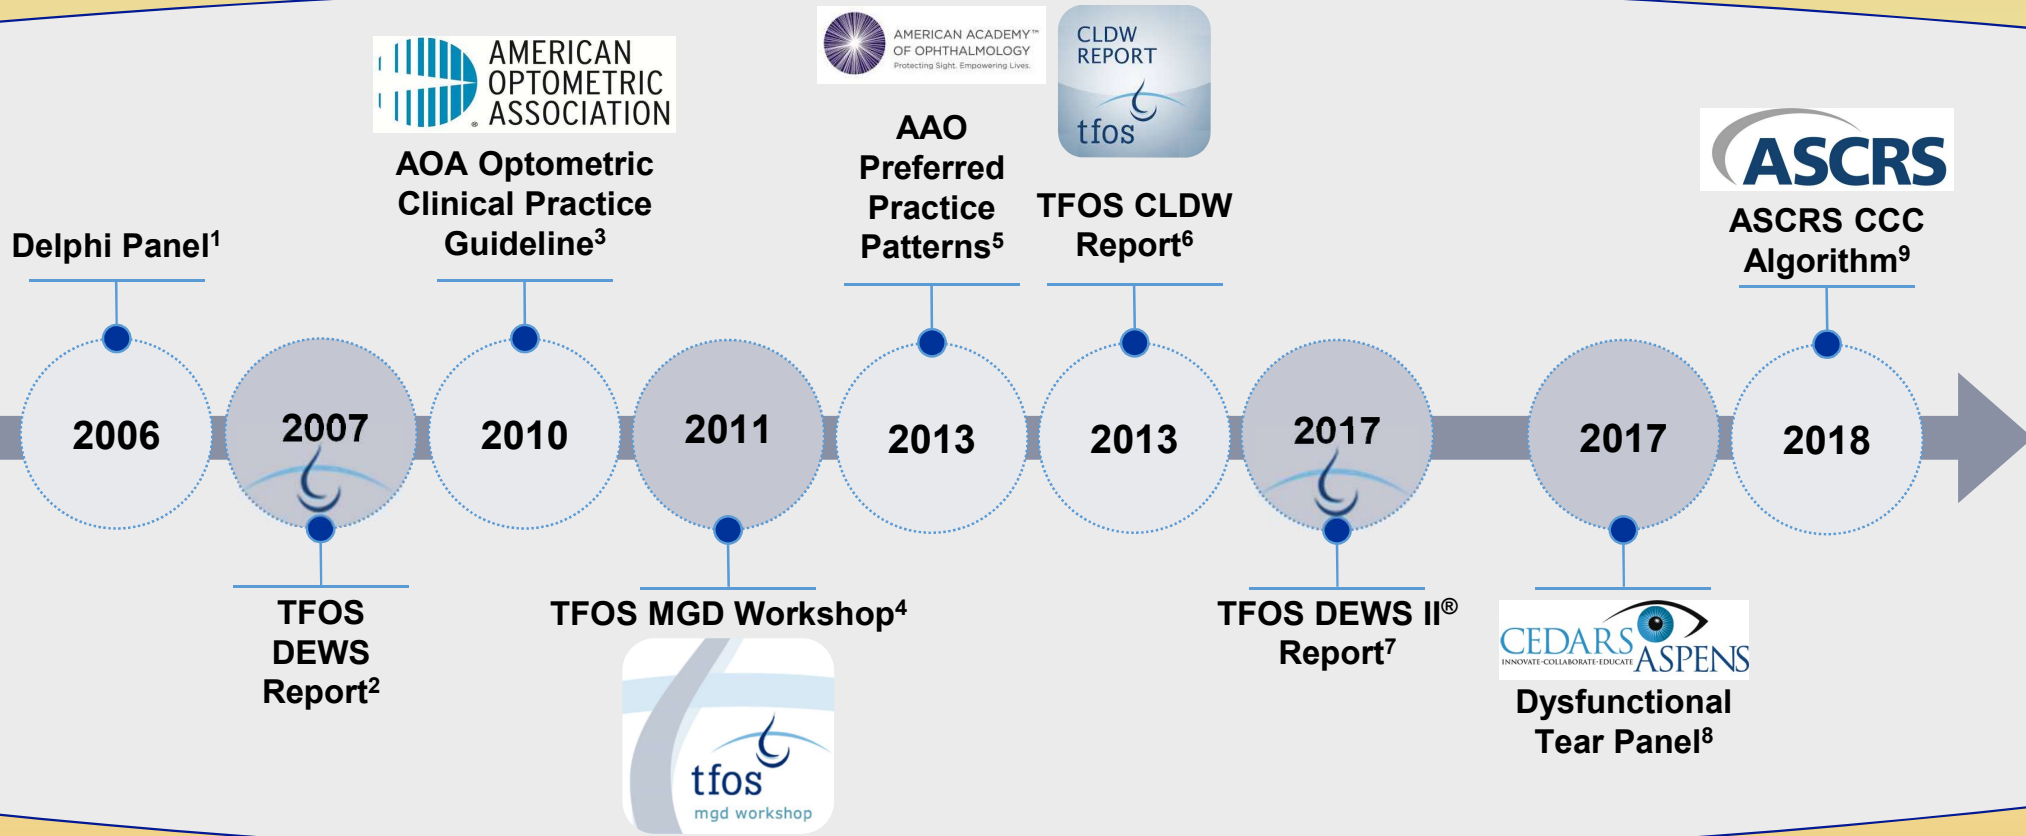 AMERICAN
OPTOMETRIC
ASSOCIATION
®
AOA Optometric
Clinical Practice
Guideline³
AMERICAN ACADEMY™
OF OPHTHALMOLOGY
Protecting Sight. Empowering Lives.
AAO
Preferred
Practice
Patterns⁵
CLDW
REPORT
tfos
TFOS CLDW
Report⁶
ASCRS
ASCRS CCC
Algorithm⁹
Delphi Panel¹
2006
2007
2010
2011
2013
2013
2017
2017
2018
TFOS
DEWS
Report²
TFOS MGD Workshop⁴
tfos
mgd workshop
TFOS DEWS II®
Report⁷
CEDARS
INNOVATE·COLLABORATE·EDUCATE
ASPENS
Dysfunctional
Tear Panel⁸